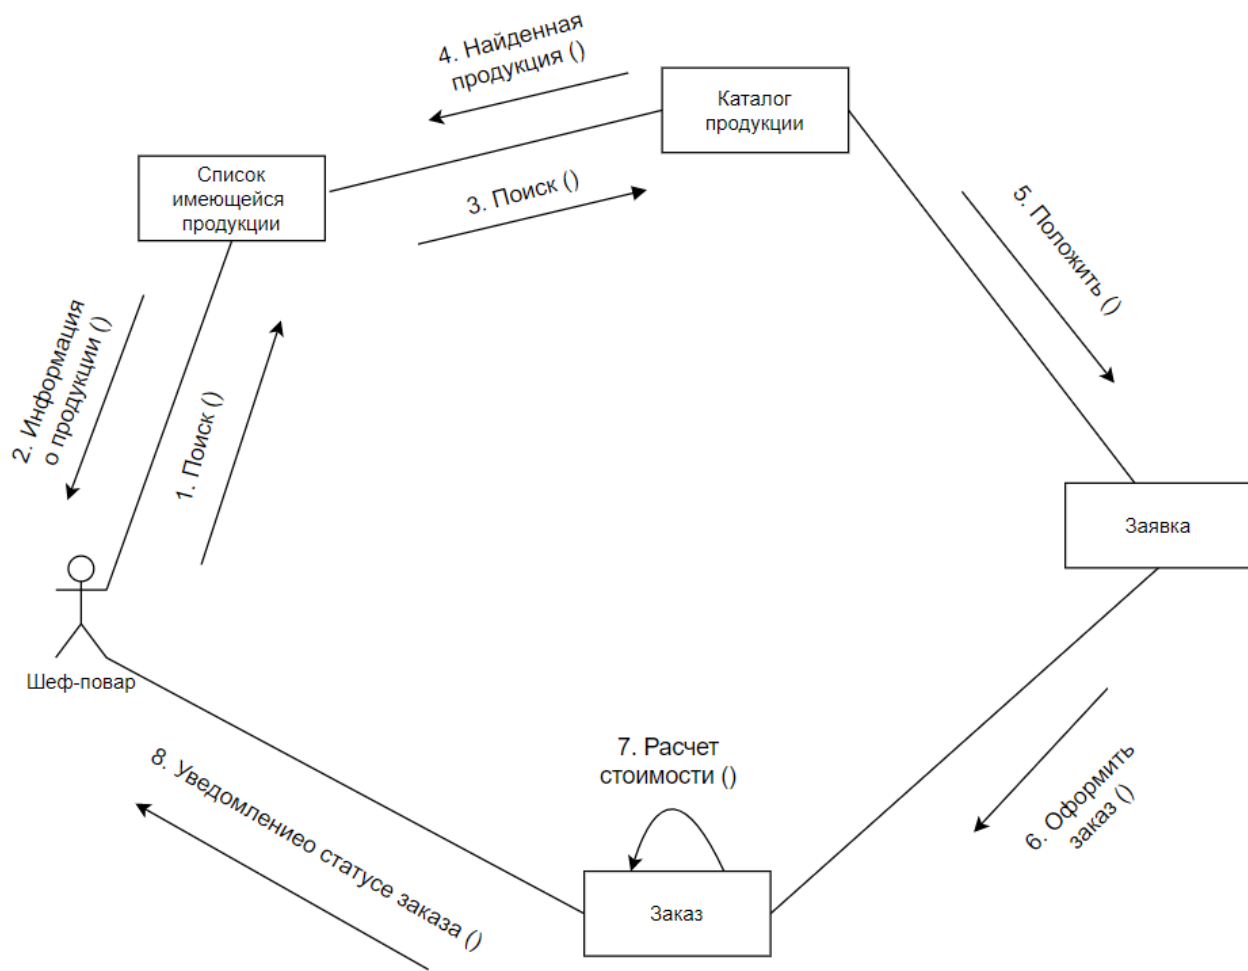 4. Найденная
продукция ()
Каталог
продукции
Список
имеющейся
продукции
3. Поиск ()
5. Положить ()
2. Информация
о продукции ()
1. Поиск ()
Заявка
Шеф-повар
7. Расчет
стоимости ()
6. Оформить
заказ ()
8. Уведомлениео статусе заказа ()
Заказ